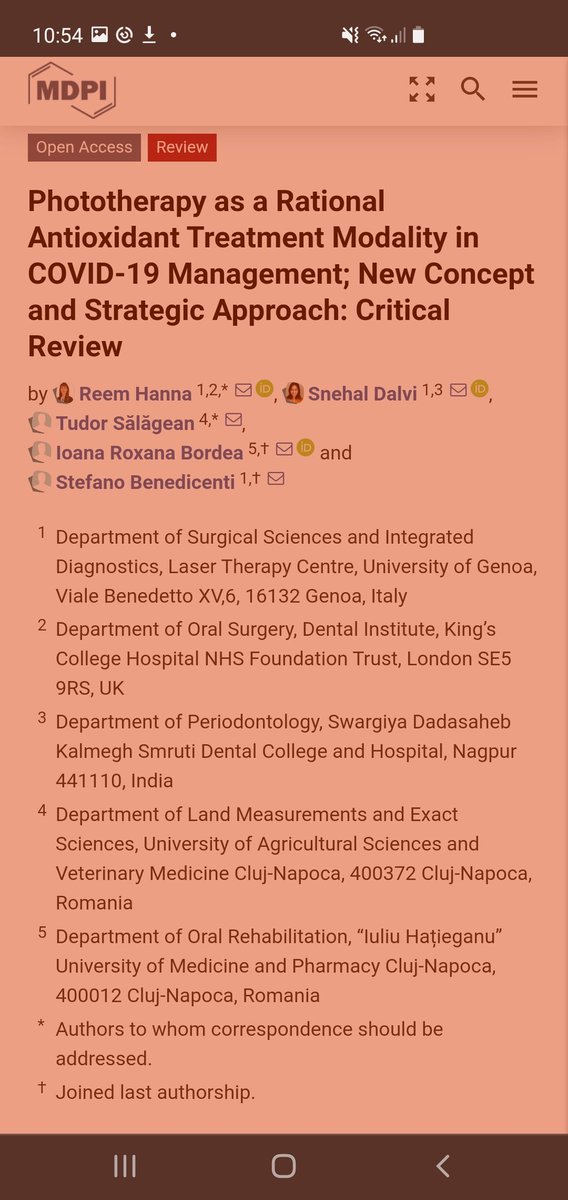 10:54
MDPI
Open Access Review
Phototherapy as a Rational
Antioxidant Treatment Modality in
COVID-19 Management; New Concept
and Strategic Approach: Critical
Review
by Reem Hanna 1,2,* iD, Snehal Dalvi 1,3 iD,
Tudor Sălăgean 4,*,
Ioana Roxana Bordea 5,† iD and
Stefano Benedicenti 1,†
1 Department of Surgical Sciences and Integrated
Diagnostics, Laser Therapy Centre, University of Genoa,
Viale Benedetto XV,6, 16132 Genoa, Italy
2 Department of Oral Surgery, Dental Institute, King’s
College Hospital NHS Foundation Trust, London SE5
9RS, UK
3 Department of Periodontology, Swargiya Dadasaheb
Kalmegh Smruti Dental College and Hospital, Nagpur
441110, India
4 Department of Land Measurements and Exact
Sciences, University of Agricultural Sciences and
Veterinary Medicine Cluj-Napoca, 400372 Cluj-Napoca,
Romania
5 Department of Oral Rehabilitation, “Iuliu Hațieganu”
University of Medicine and Pharmacy Cluj-Napoca,
400012 Cluj-Napoca, Romania
* Authors to whom correspondence should be
addressed.
† Joined last authorship.